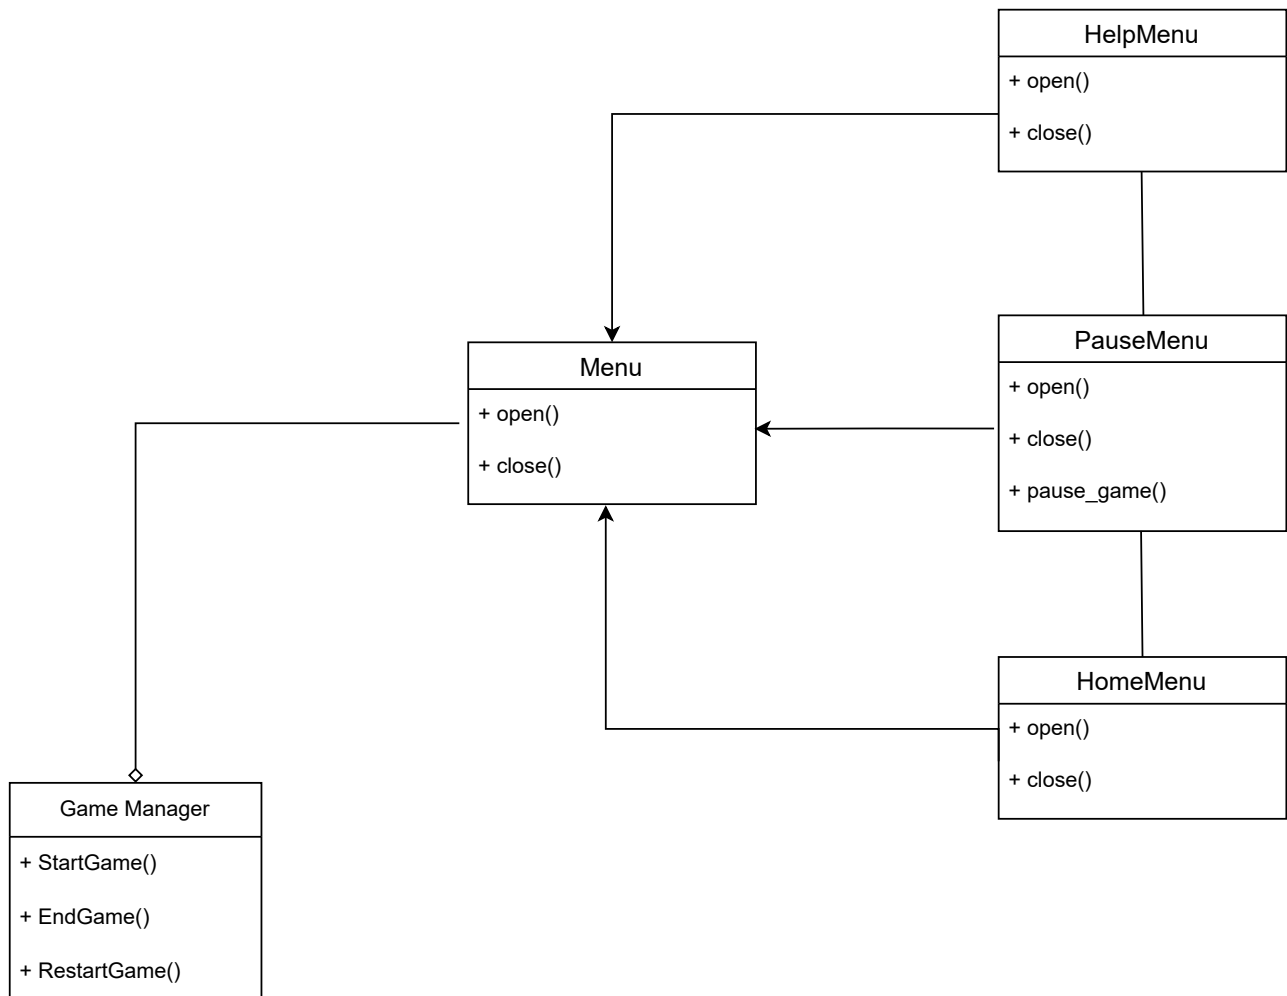 HelpMenu
+ open()
+ close()
PauseMenu
+ open()
+ close()
+ pause_game()
Menu
+ open()
+ close()
HomeMenu
+ open()
+ close()
Game Manager
+ StartGame()
+ EndGame()
+ RestartGame()